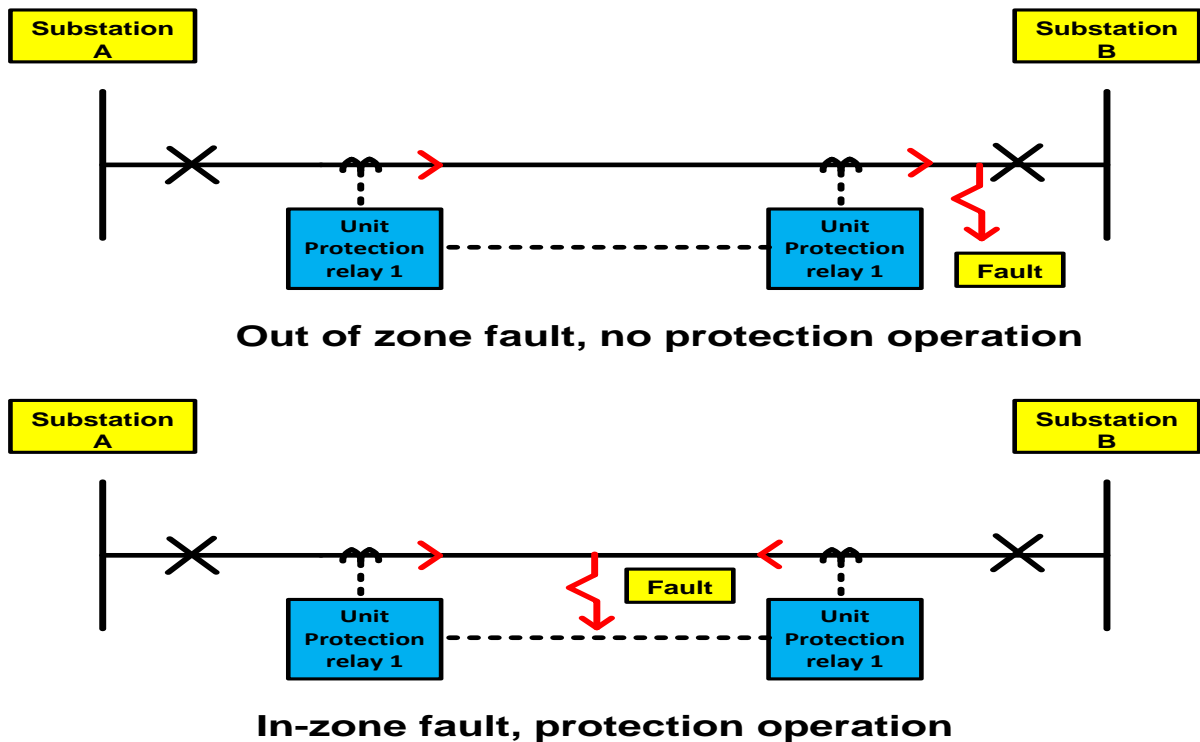 Substation
A
Substation
B
Unit
Protection
relay 1
Unit
Protection
relay 1
Fault
Out of zone fault, no protection operation
Substation
A
Substation
B
Fault
Unit
Protection
relay 1
Unit
Protection
relay 1
In-zone fault, protection operation